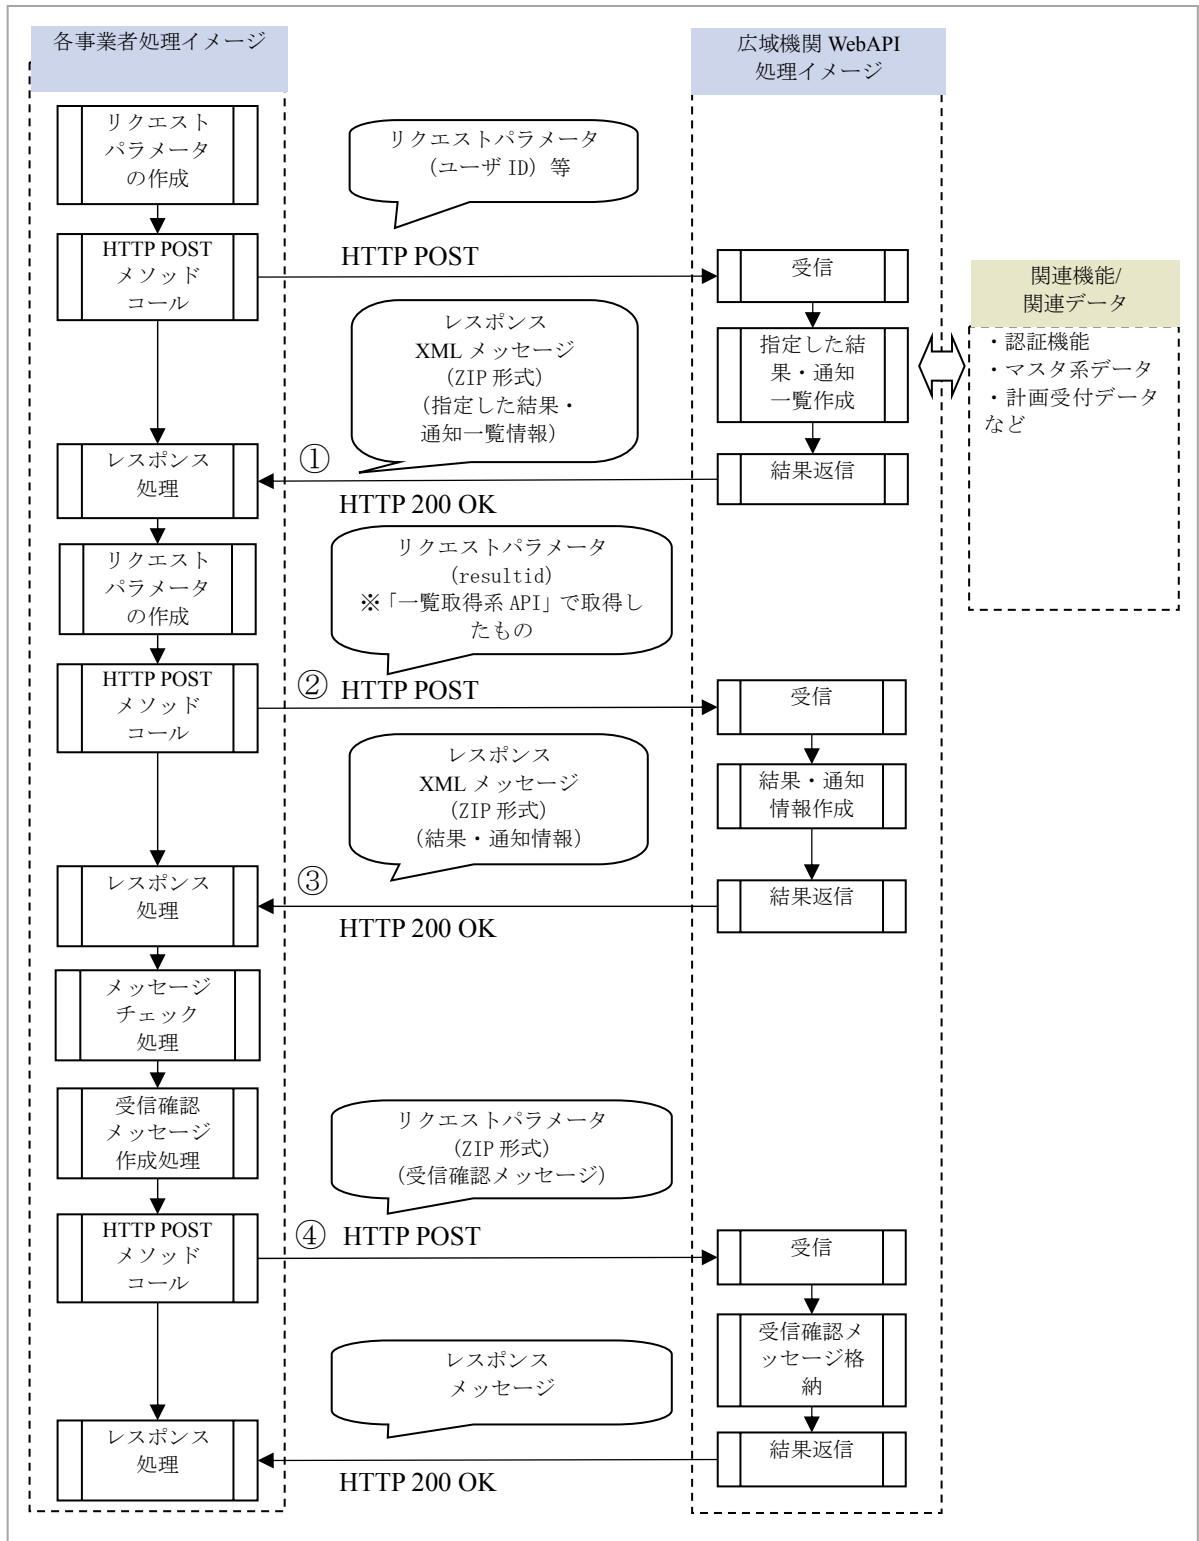 各事業者処理イメージ
広域機関 WebAPI
処理イメージ
リクエスト
パラメータ
の作成
リクエストパラメータ
（ユーザ ID）等
HTTP POST
メソッド
コール
HTTP POST
受信
関連機能/
関連データ
・認証機能
・マスタ系データ
・計画受付データ
など
レスポンス
XML メッセージ
(ZIP 形式)
（指定した結果・
通知一覧情報）
指定した結
果・通知
一覧作成
レスポンス
処理
①
HTTP 200 OK
結果返信
リクエスト
パラメータ
の作成
リクエストパラメータ
(resultid)
※「一覧取得系 API」で取得し
たもの
HTTP POST
メソッド
コール
② HTTP POST
受信
レスポンス
XML メッセージ
(ZIP 形式)
（結果・通知情報）
結果・通知
情報作成
レスポンス
処理
③
HTTP 200 OK
結果返信
メッセージ
チェック
処理
受信確認
メッセージ
作成処理
リクエストパラメータ
(ZIP 形式)
（受信確認メッセージ）
HTTP POST
メソッド
コール
④ HTTP POST
受信
レスポンス
メッセージ
受信確認メ
ッセージ格
納
レスポンス
処理
HTTP 200 OK
結果返信